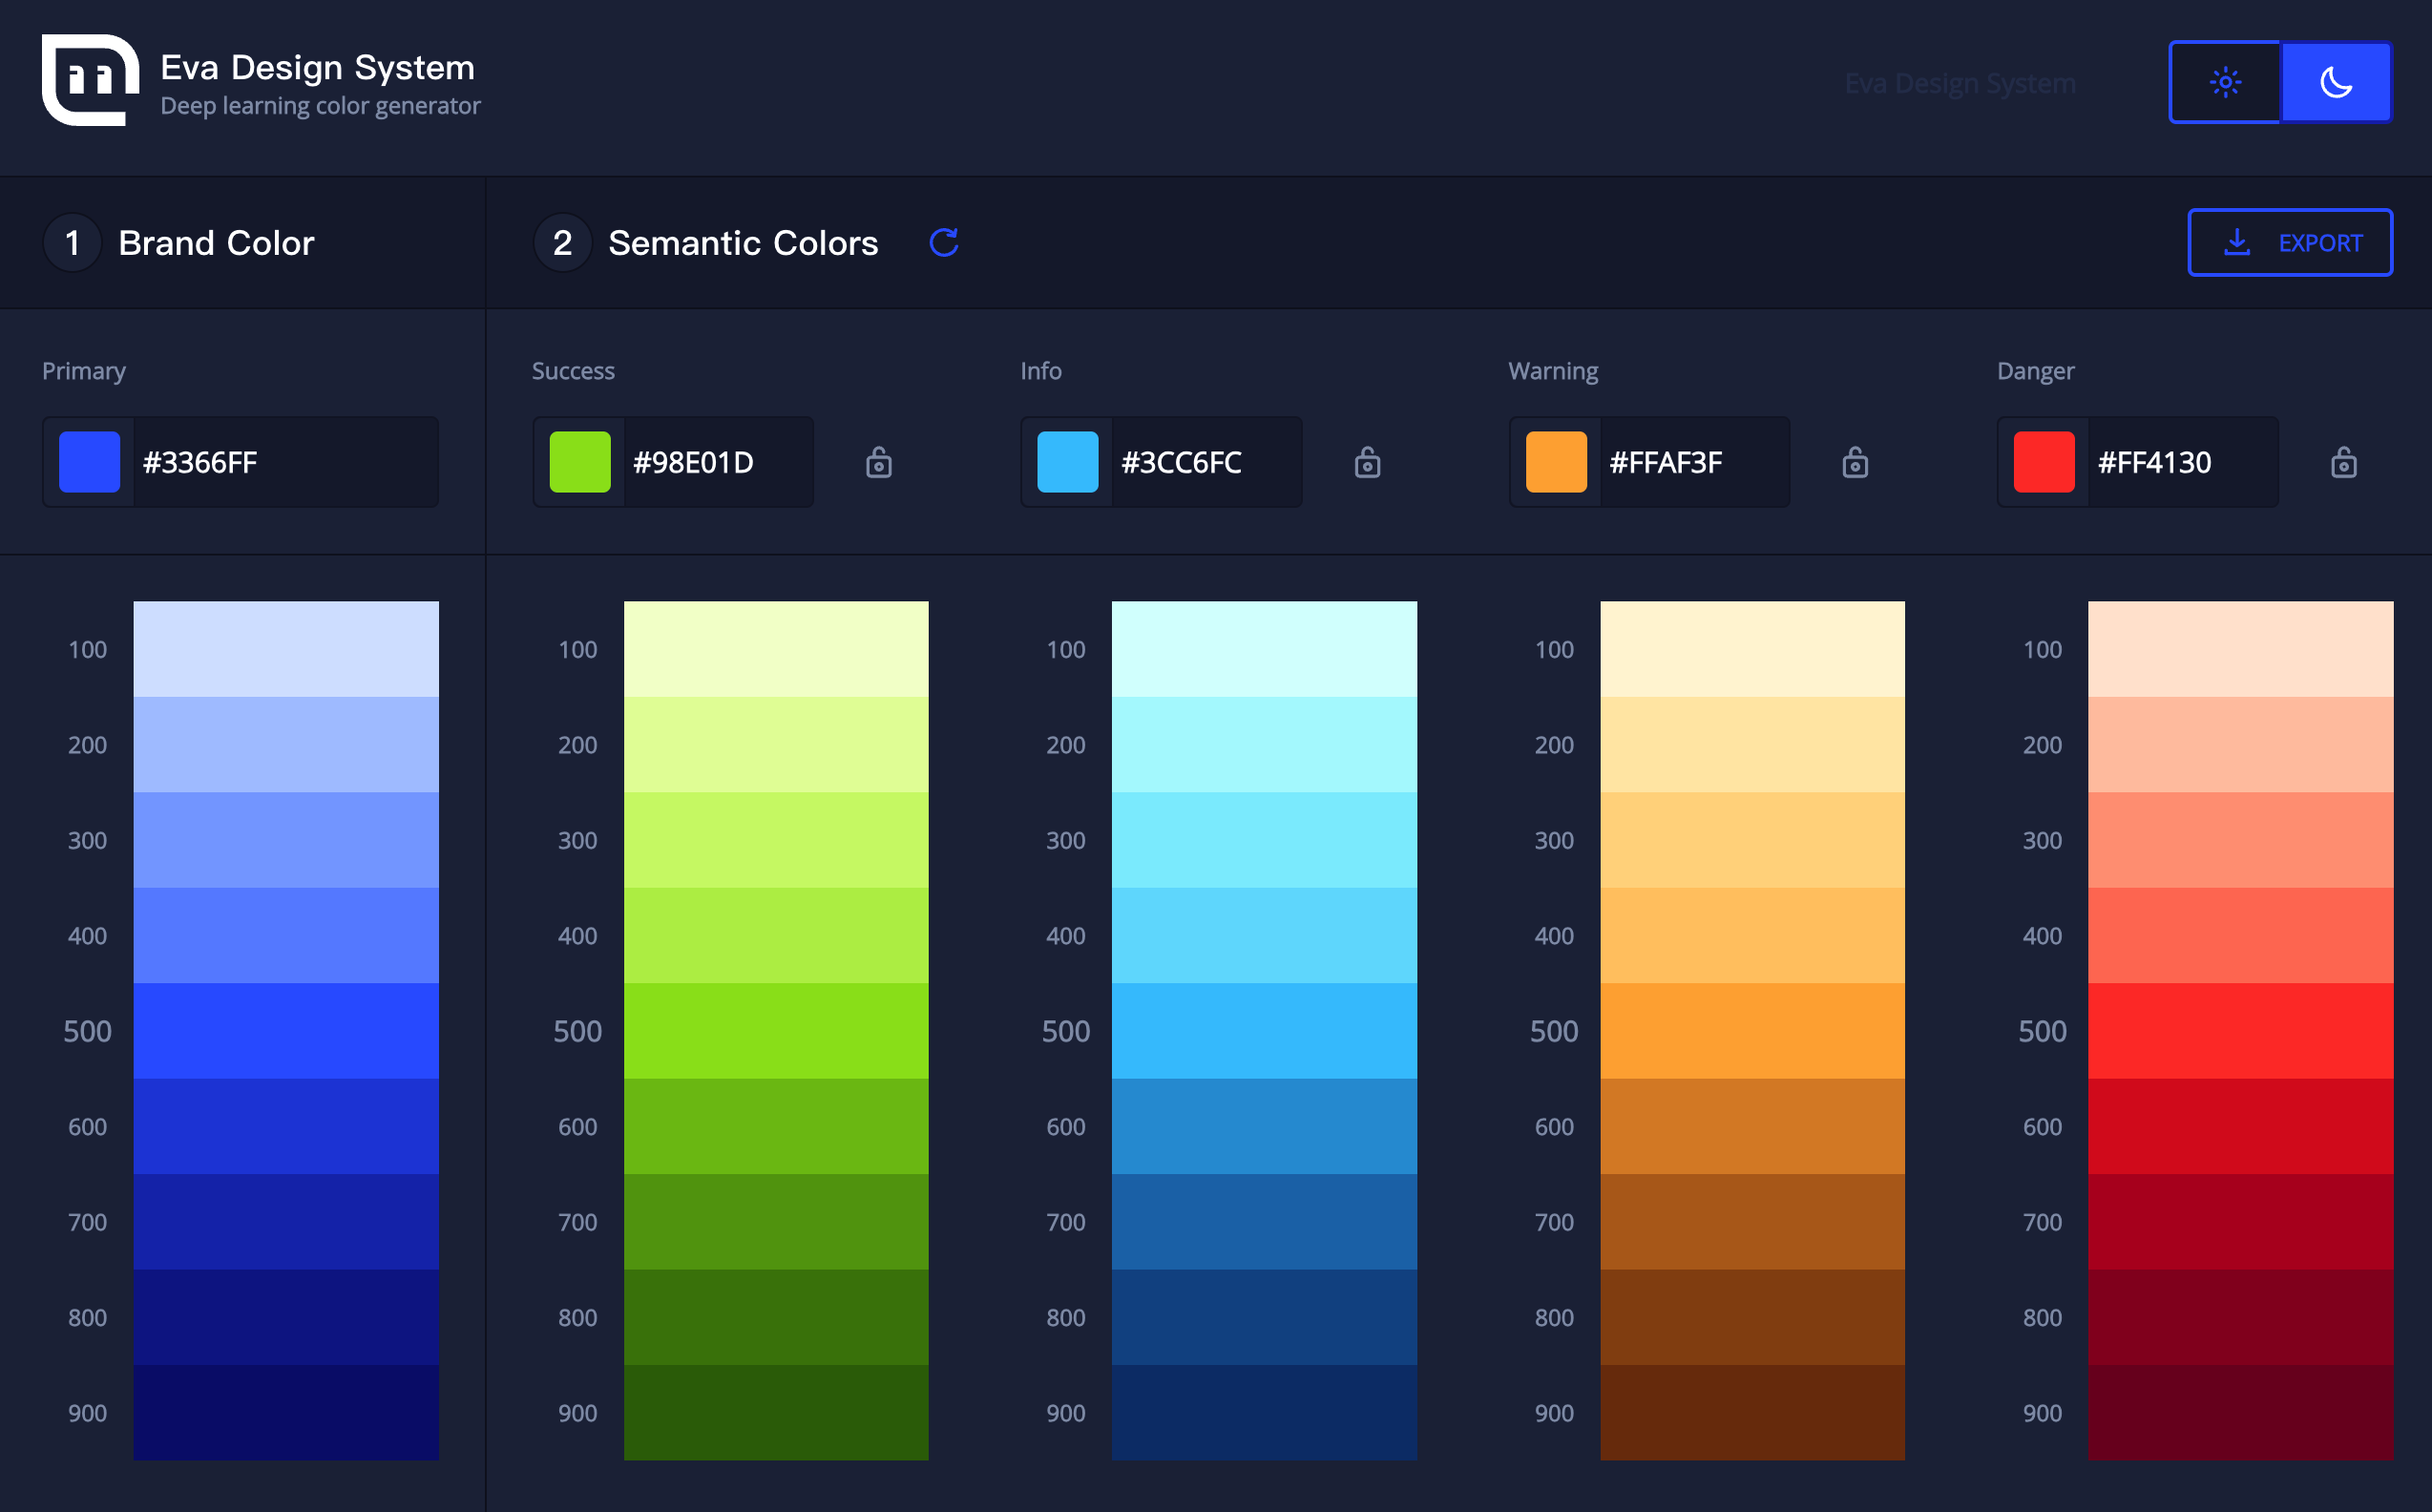 Eva Design System
Deep learning color generator
Eva Design System
1 Brand Color
2 Semantic Colors
EXPORT
Primary
Success
Info
Warning
Danger
#3366FF
#98E01D
#3CC6FC
#FFAF3F
#FF4130
100 100 100 100 100
200 200 200 200 200
300 300 300 300 300
400 400 400 400 400
500 500 500 500 500
600 600 600 600 600
700 700 700 700 700
800 800 800 800 800
900 900 900 900 900